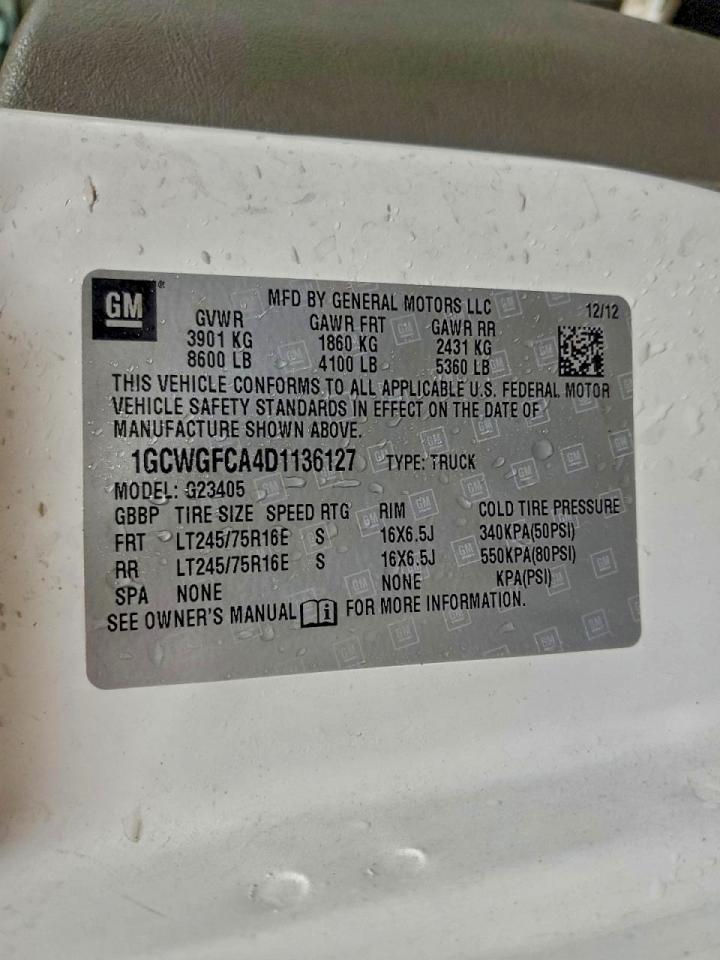 GM®
MFD BY GENERAL MOTORS LLC 12/12
GVWR GAWR FRT GAWR RR
3901 KG 1860 KG 2431 KG
8600 LB 4100 LB 5360 LB
THIS VEHICLE CONFORMS TO ALL APPLICABLE U.S. FEDERAL MOTOR
VEHICLE SAFETY STANDARDS IN EFFECT ON THE DATE OF
MANUFACTURE SHOWN ABOVE.
1GCWGFCA4D1136127 TYPE: TRUCK
MODEL: G23405
GBBP TIRE SIZE SPEED RTG RIM COLD TIRE PRESSURE
FRT LT245/75R16E S 16X6.5J 340KPA(50PSI)
RR LT245/75R16E S 16X6.5J 550KPA(80PSI)
SPA NONE NONE KPA(PSI)
SEE OWNER'S MANUAL i FOR MORE INFORMATION.